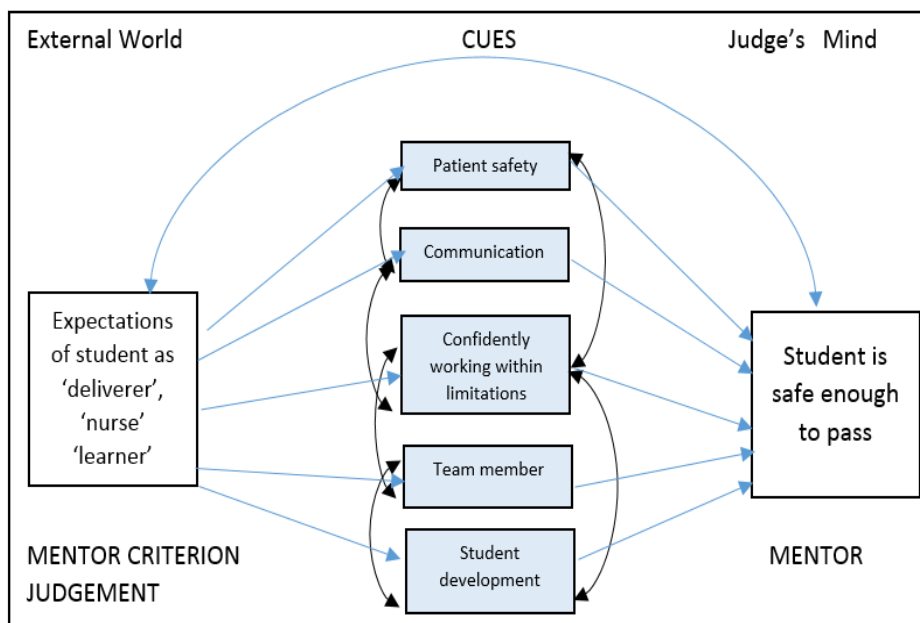 External World
CUES
Judge's Mind
Patient safety
Communication
Expectations
of student as
‘deliverer’,
‘nurse’
‘learner’
Confidently
working within
limitations
Student is
safe enough
to pass
Team member
Student
development
MENTOR CRITERION
JUDGEMENT
MENTOR